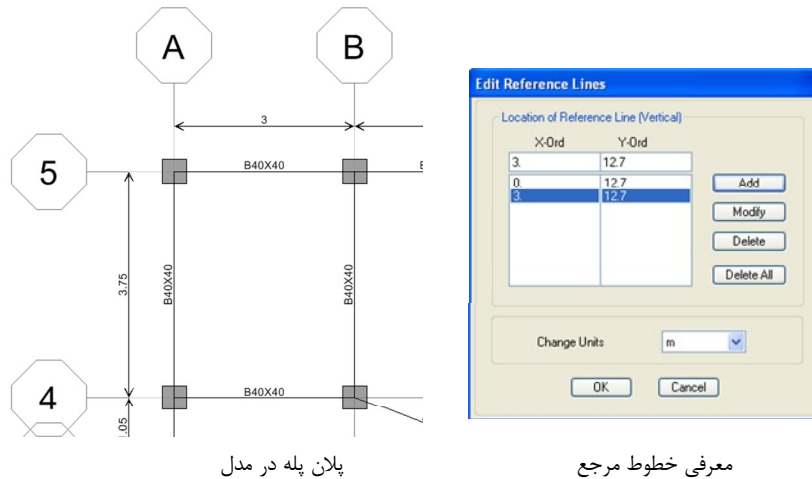 A
B
3
5
B40X40
3.75
B40X40
B40X40
4
B40X40
Edit Reference Lines
Location of Reference Line (Vertical)
X-Ord Y-Ord
3. 12.7
0. 12.7
3. 12.7
Add
Modify
Delete
Delete All
Change Units m
OK Cancel
پلان پله در مدل
معرفی خطوط مرجع